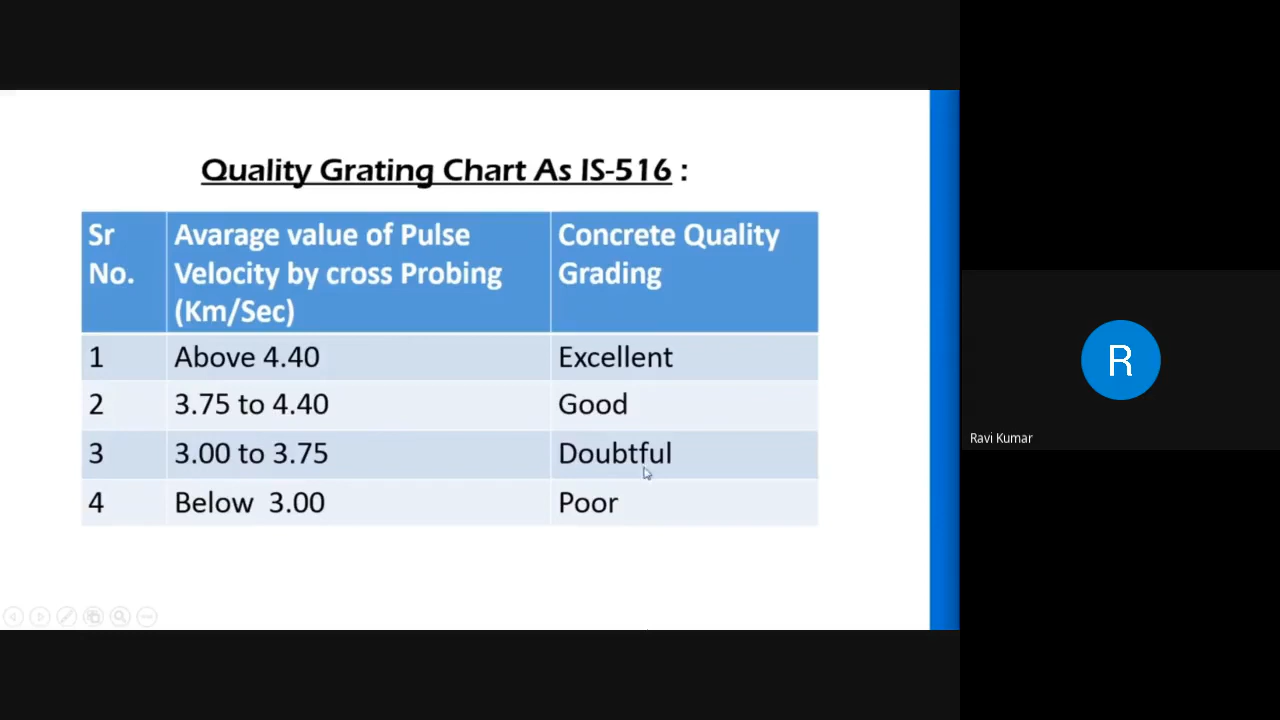 Quality Grating Chart As IS-516 :
Sr No. Avarage value of Pulse Velocity by cross Probing (Km/Sec) Concrete Quality Grading
1 Above 4.40 Excellent
2 3.75 to 4.40 Good
3 3.00 to 3.75 Doubtful
4 Below 3.00 Poor
R
Ravi Kumar